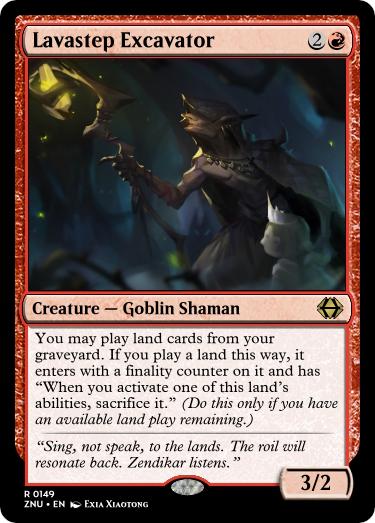 Lavastep Excavator 2
Creature — Goblin Shaman
You may play land cards from your
graveyard. If you play a land this way, it
enters with a finality counter on it and has
“When you activate one of this land’s
abilities, sacrifice it.” (Do this only if you have
an available land play remaining.)
“Sing, not speak, to the lands. The roil will
resonate back. Zendikar listens.”
3/2
R 0149
ZNU • EN Exia Xiaotong